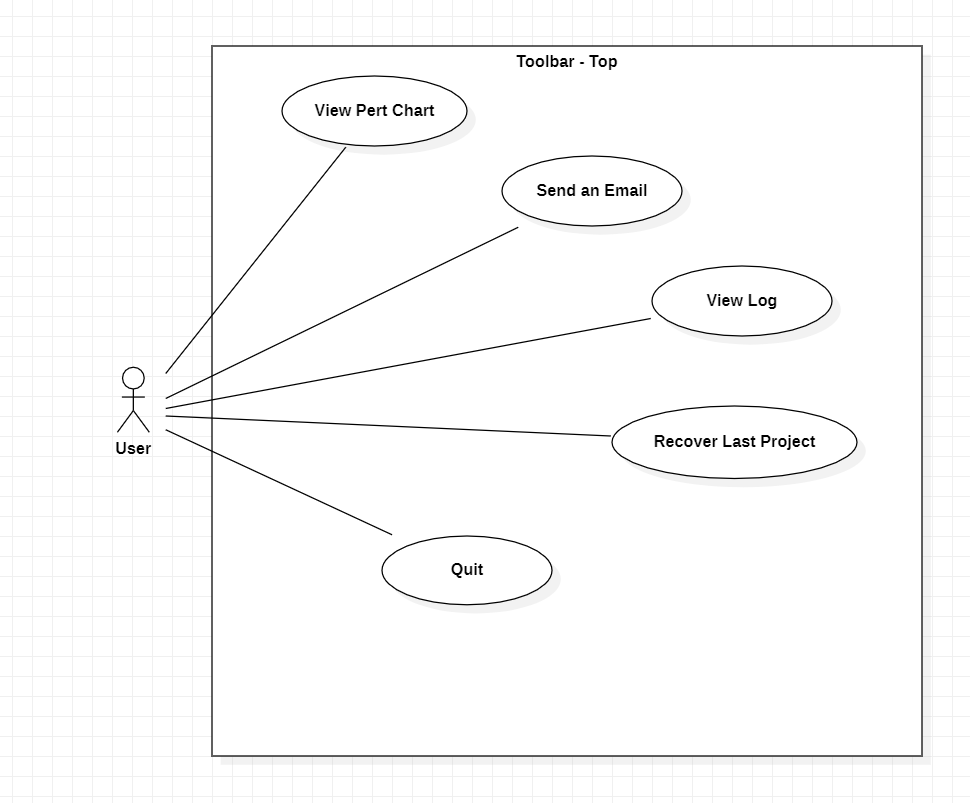 Toolbar - Top
View Pert Chart
Send an Email
View Log
Recover Last Project
User
Quit